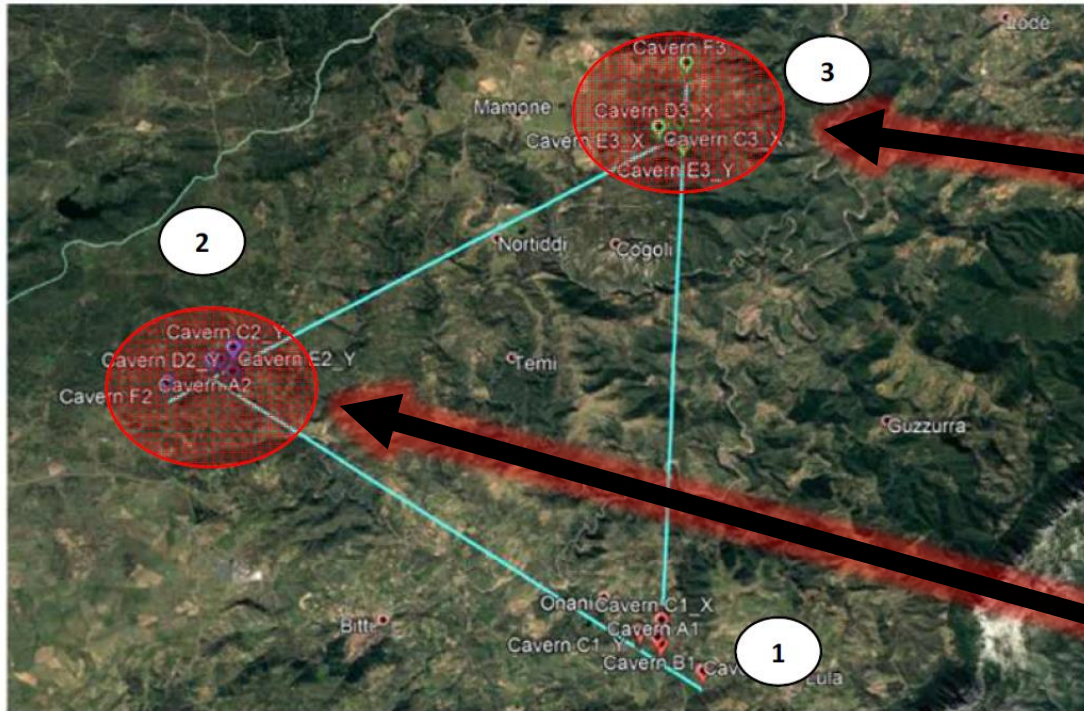 Lodè
Cavern F3
3
Mamone
Cavern D3_X
Cavern E3_X
Cavern C3_X
Cavern E3_Y
2
Nortiddi
Cogoli
Cavern C2_Y
Cavern D2_Y
Cavern E2_Y
Cavern A2
Cavern F2
Temi
Guzzurra
Onani
Cavern C1_X
Bitti
Cavern A1
Cavern C1_Y
Cavern B1
1
Lula